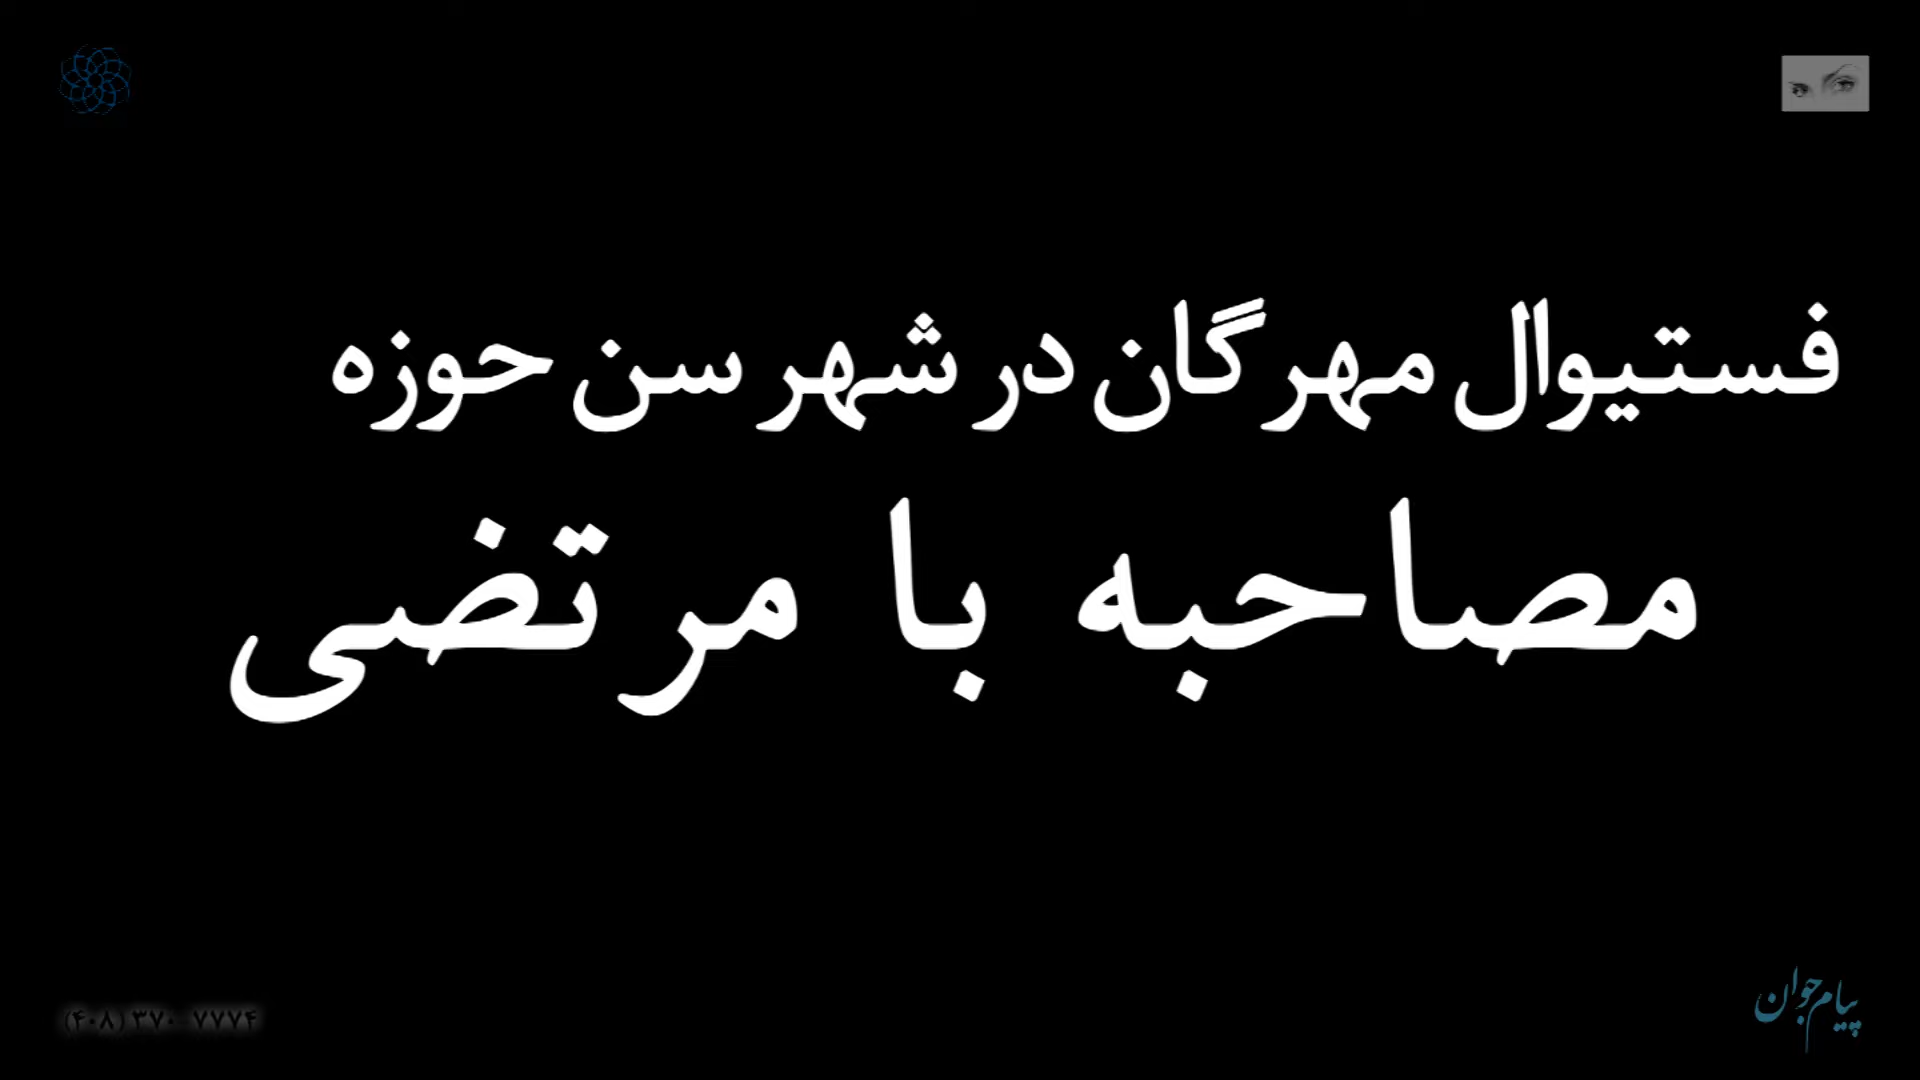 فستیوال مهرگان در شهر سن حوزه
مصاحبه با مرتضی
(۴۰۸) ۳۷۰-۷۷۷۴
پیام جوان